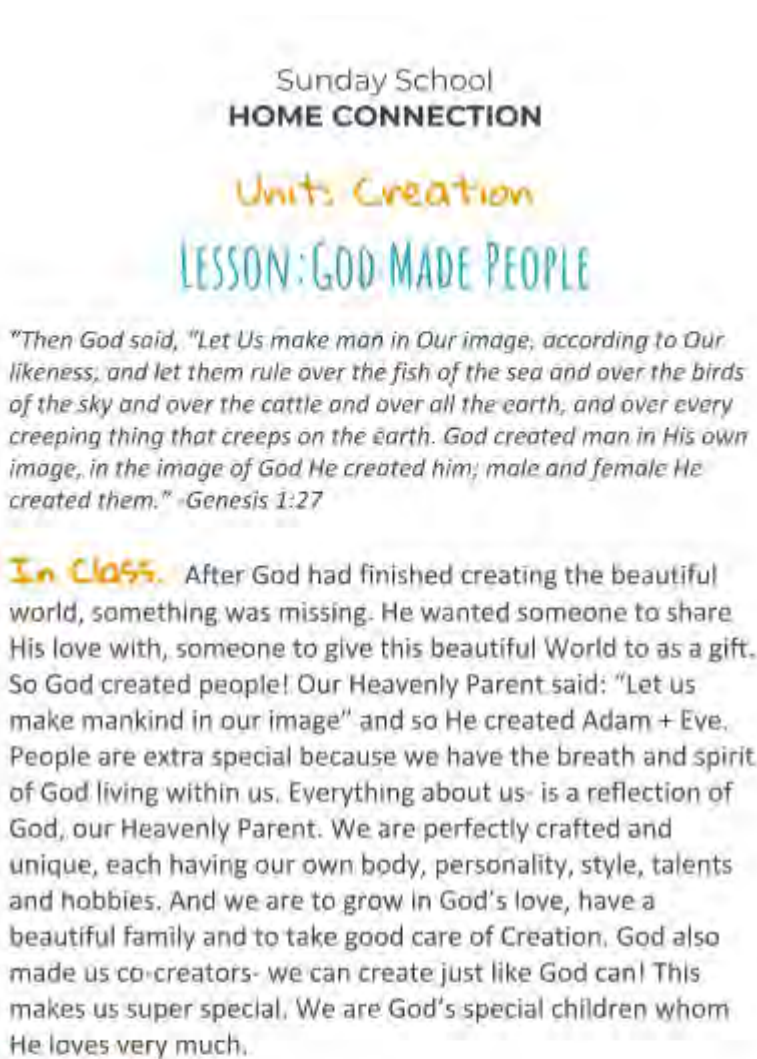 Sunday School
HOME CONNECTION
Unit: Creation
LESSON: GOD MADE PEOPLE
"Then God said, "Let Us make man in Our image, according to Our
likeness; and let them rule over the fish of the sea and over the birds
of the sky and over the cattle and over all the earth, and over every
creeping thing that creeps on the earth. God created man in His own
image, in the image of God He created him; male and female He
created them." -Genesis 1:27
In Class. After God had finished creating the beautiful
world, something was missing. He wanted someone to share
His love with, someone to give this beautiful World to as a gift.
So God created people! Our Heavenly Parent said: "Let us
make mankind in our image" and so He created Adam + Eve.
People are extra special because we have the breath and spirit
of God living within us. Everything about us- is a reflection of
God, our Heavenly Parent. We are perfectly crafted and
unique, each having our own body, personality, style, talents
and hobbies. And we are to grow in God's love, have a
beautiful family and to take good care of Creation. God also
made us co-creators- we can create just like God can! This
makes us super special. We are God's special children whom
He loves very much.